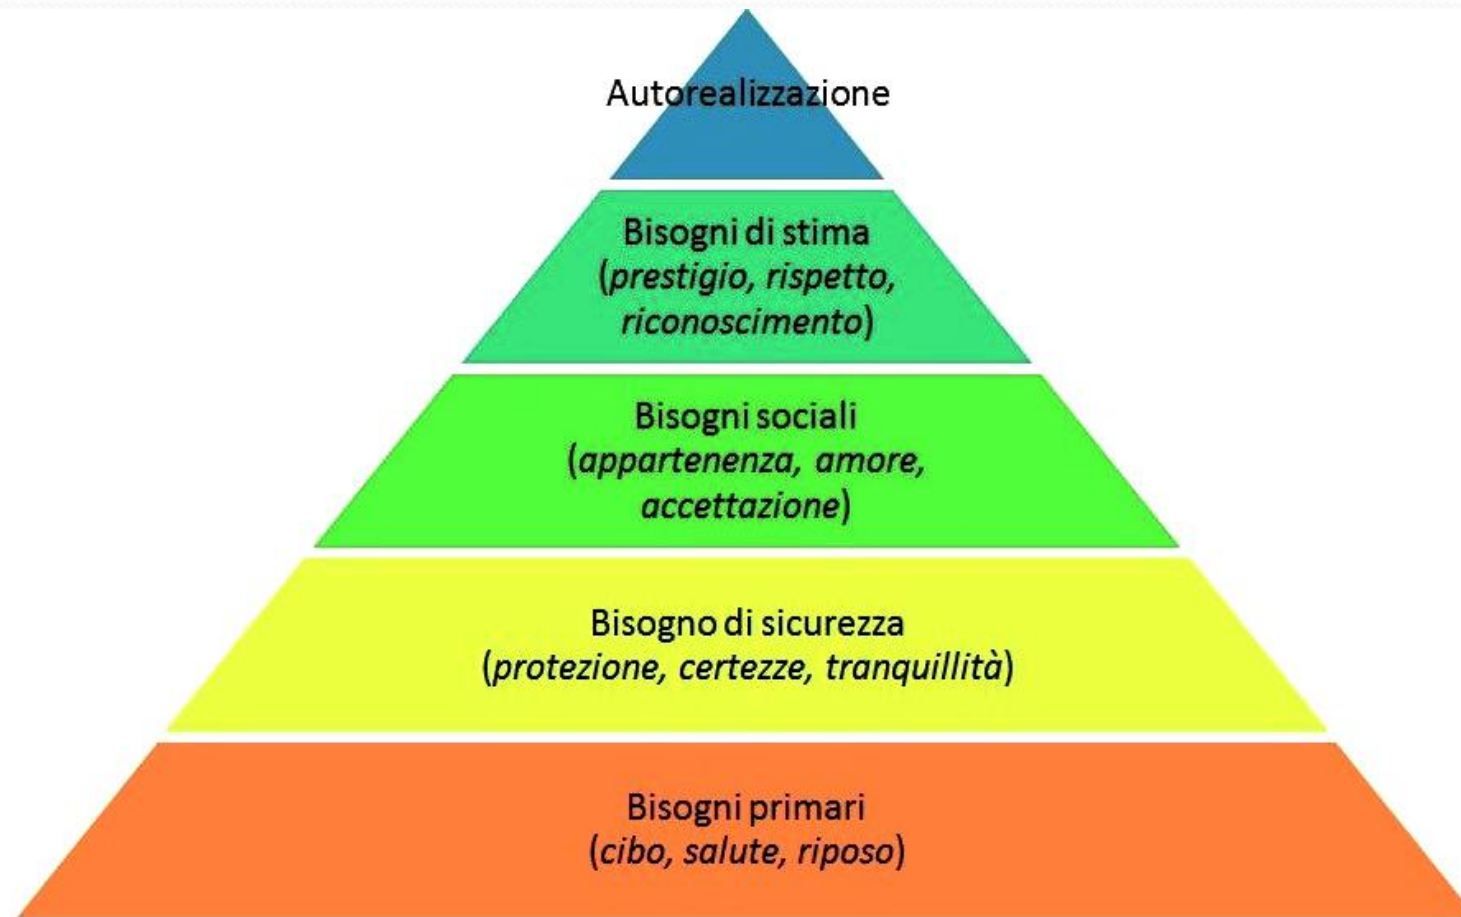 Autorealizzazione
Bisogni di stima
(prestigio, rispetto,
riconoscimento)
Bisogni sociali
(appartenenza, amore,
accettazione)
Bisogno di sicurezza
(protezione, certezze, tranquillità)
Bisogni primari
(cibo, salute, riposo)